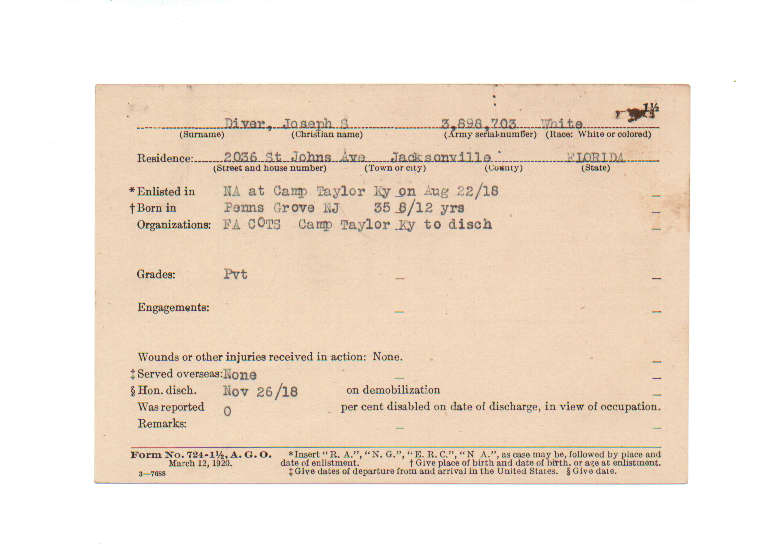 1½
Diver, Joseph S 3,898,703 White
(Surname) (Christian name) (Army serial number) (Race: White or colored)
Residence: 2036 St Johns Ave Jacksonville FLORIDA
(Street and house number) (Town or city) (County) (State)
*Enlisted in NA at Camp Taylor Ky on Aug 22/18
†Born in Penns Grove NJ 35 8/12 yrs
Organizations: FA COTS Camp Taylor Ky to disch
Grades: Pvt
Engagements:
Wounds or other injuries received in action: None.
‡Served overseas: None
§Hon. disch. Nov 26/18 on demobilization
Was reported 0 per cent disabled on date of discharge, in view of occupation.
Remarks:
Form No. 724-1½, A. G. O. *Insert "R. A.", "N. G.", "E. R. C.", "N A.", as case may be, followed by place and
March 12, 1920. date of enlistment. †Give place of birth and date of birth, or age at enlistment.
3—7688 ‡Give dates of departure from and arrival in the United States. §Give date.